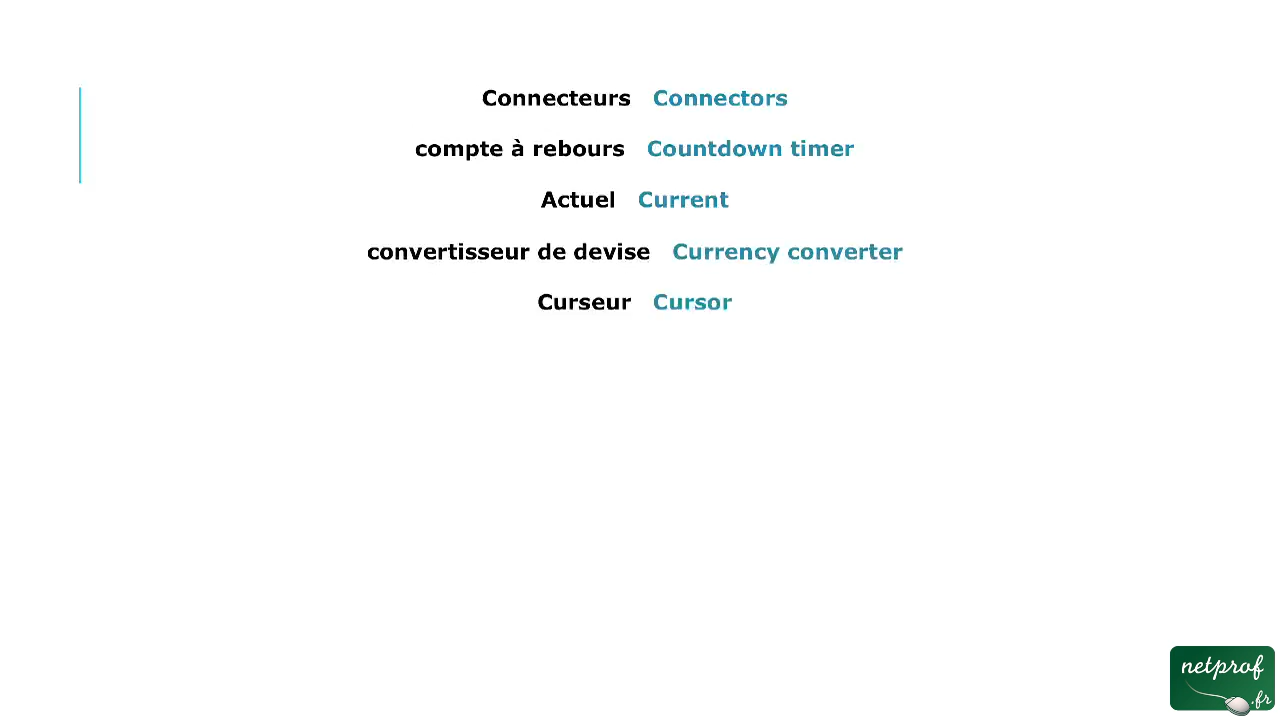 Connecteurs Connectors
compte à rebours Countdown timer
Actuel Current
convertisseur de devise Currency converter
Curseur Cursor
netprof
.fr